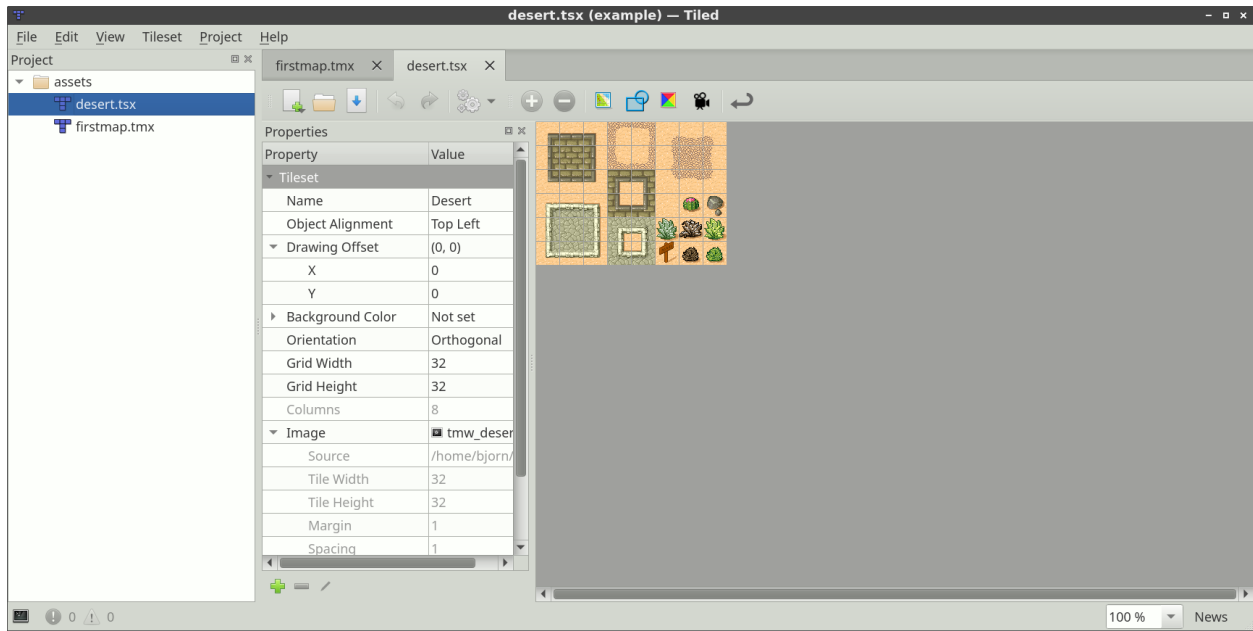 desert.tsx (example) — Tiled
File Edit View Tileset Project Help
Project
assets
desert.tsx
firstmap.tmx
firstmap.tmx desert.tsx
Properties
Property Value
Tileset
Name Desert
Object Alignment Top Left
Drawing Offset (0, 0)
X 0
Y 0
Background Color Not set
Orientation Orthogonal
Grid Width 32
Grid Height 32
Columns 8
Image tmw_deser
Source /home/bjorn/
Tile Width 32
Tile Height 32
Margin 1
Spacing 1
0 0
100 % News